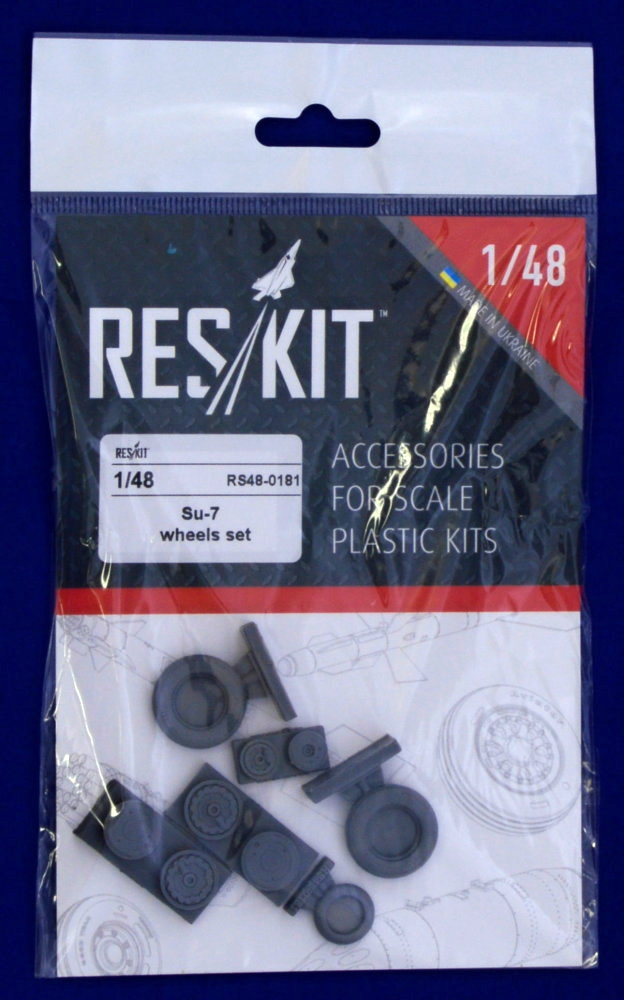 1/48
MADE IN UKRAINE
RES/KIT™
RES/KIT
1/48 RS48-0181
Su-7
wheels set
ACCESSORIES
FOR SCALE
PLASTIC KITS